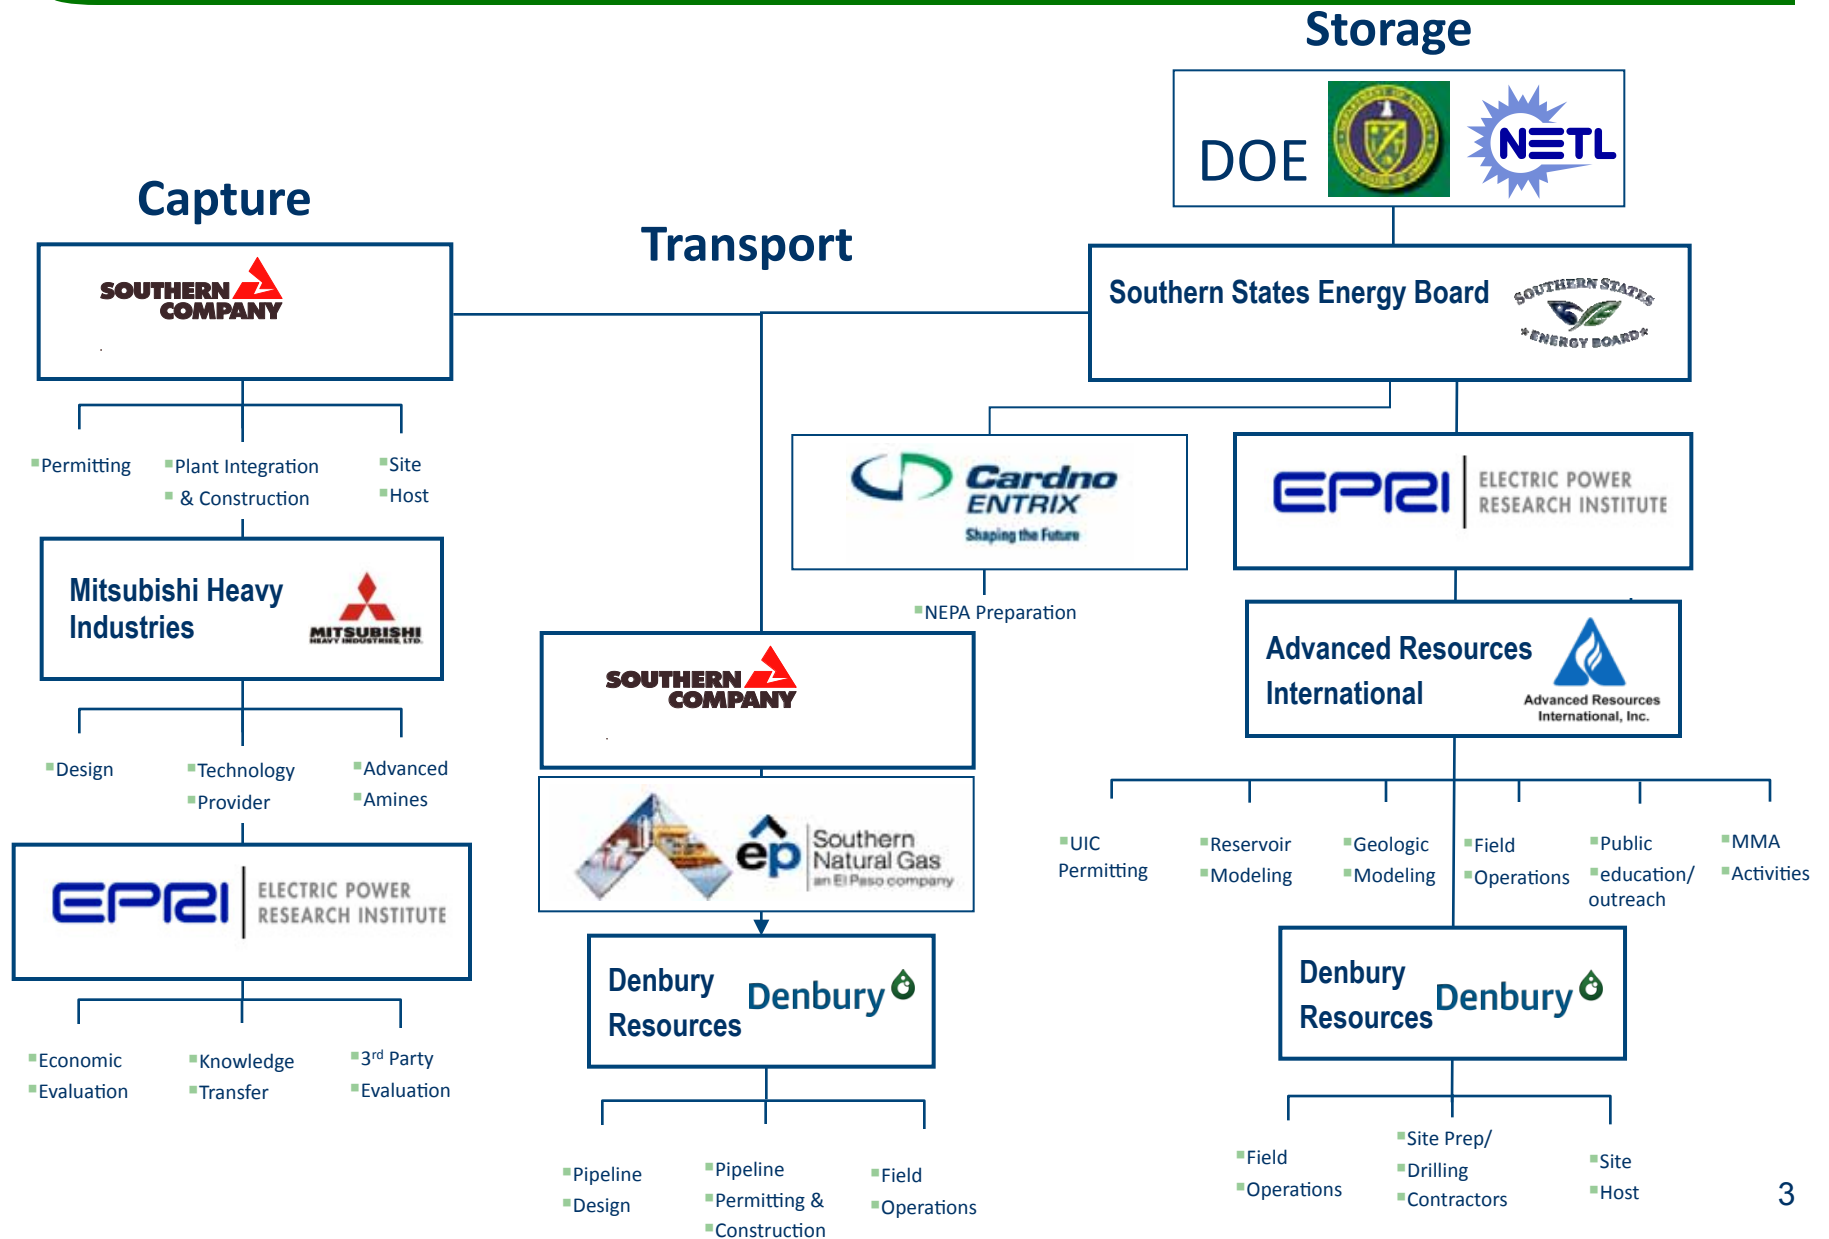 Storage
DOE
NETL
Capture
Transport
SOUTHERN
COMPANY
.
Southern States Energy Board
SOUTHERN STATES
ENERGY BOARD
Permitting
Plant Integration
& Construction
Site
Host
Cardno
ENTRIX
Shaping the Future
NEPA Preparation
EPRI
ELECTRIC POWER
RESEARCH INSTITUTE
Mitsubishi Heavy
Industries
MITSUBISHI
HEAVY INDUSTRIES, LTD.
SOUTHERN
COMPANY
.
Advanced Resources
International
Advanced Resources
International, Inc.
Design
Technology
Provider
Advanced
Amines
ep
Southern
Natural Gas
an El Paso company
UIC
Permitting
Reservoir
Modeling
Geologic
Modeling
Field
Operations
Public
education/
outreach
MMA
Activities
EPRI
ELECTRIC POWER
RESEARCH INSTITUTE
Denbury
Resources
Denbury
Denbury
Resources
Denbury
Economic
Evaluation
Knowledge
Transfer
3rd Party
Evaluation
Pipeline
Design
Pipeline
Permitting &
Construction
Field
Operations
Field
Operations
Site Prep/
Drilling
Contractors
Site
Host
3